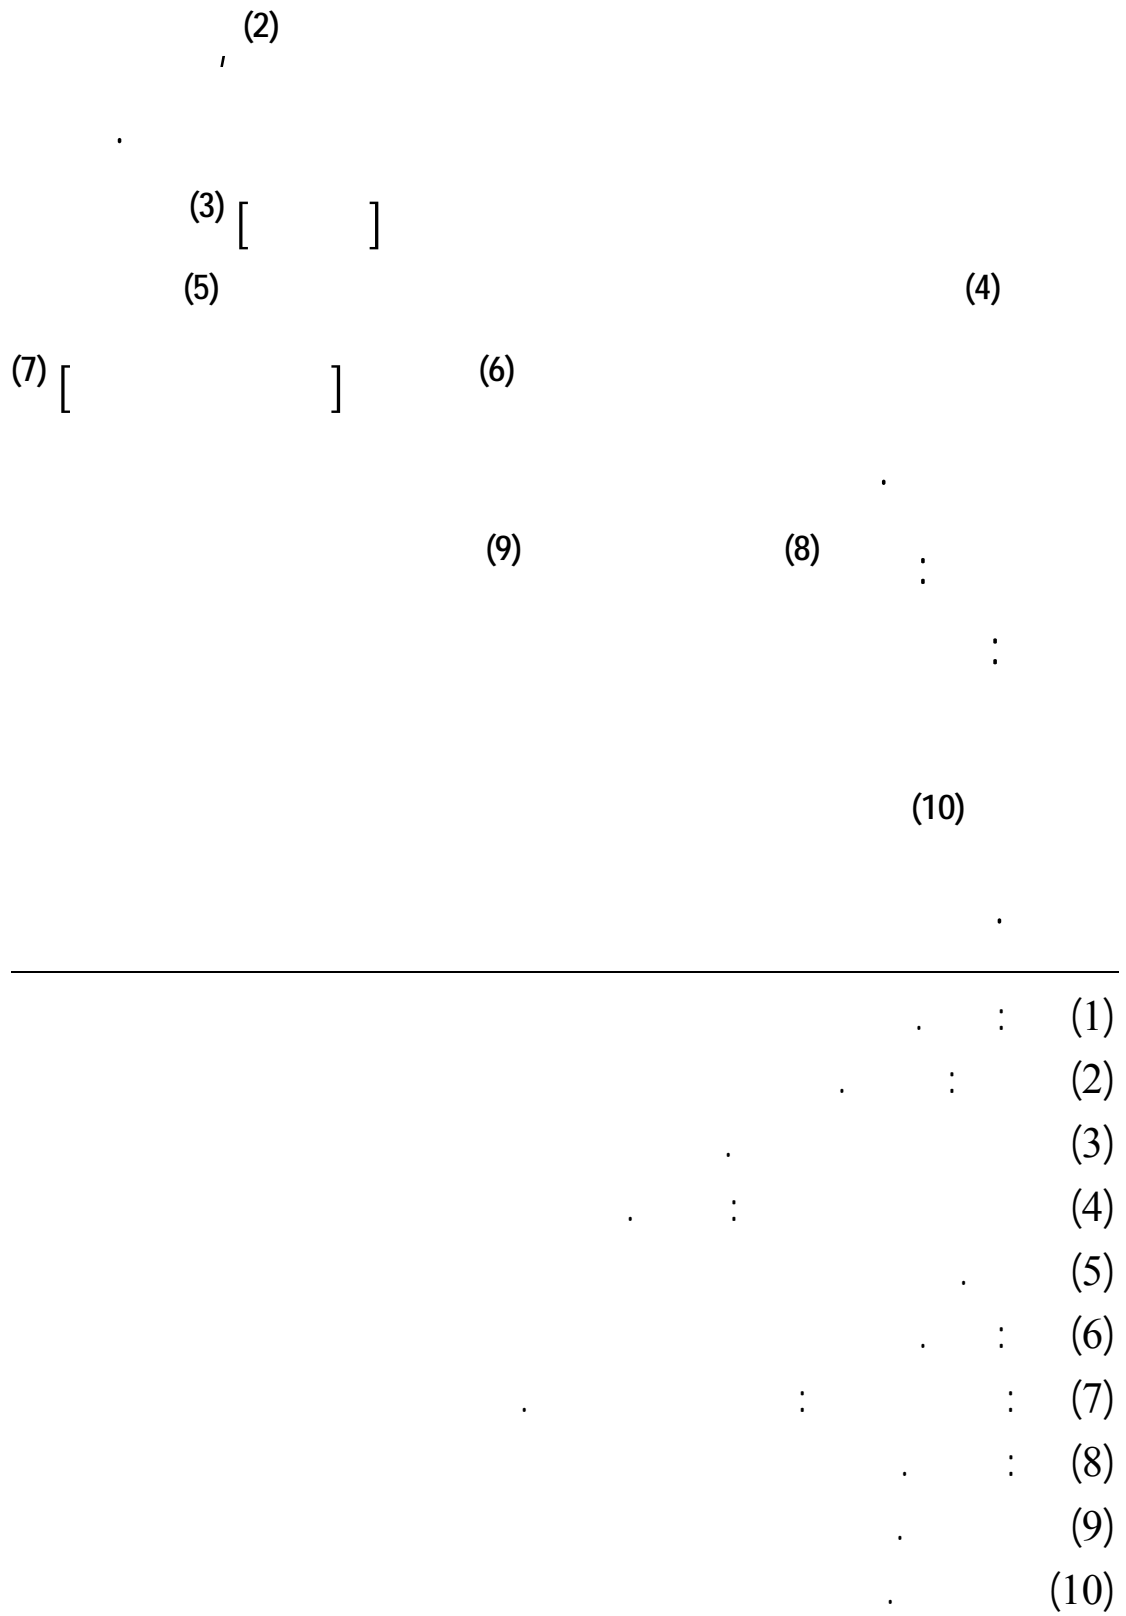 (2)
,
.
(3) [ ]
(4) (5)
(6) [ ] (7)
.
: (8) (9)
:
(10)
.
(1) : .
(2) : .
(3) .
(4) : .
(5) .
(6) : .
(7) : : .
(8) : .
(9) .
(10) .